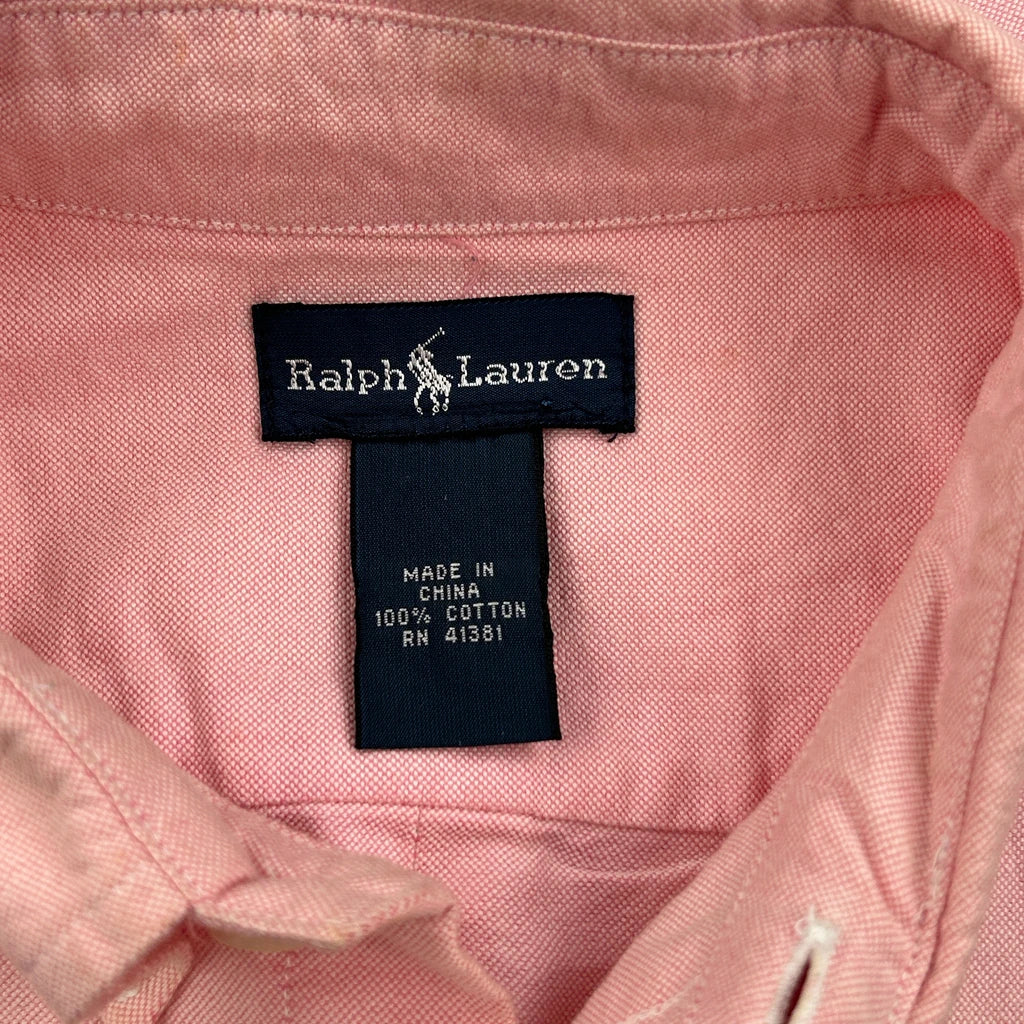 Ralph Lauren
MADE IN
CHINA
100% COTTON
RN 41381